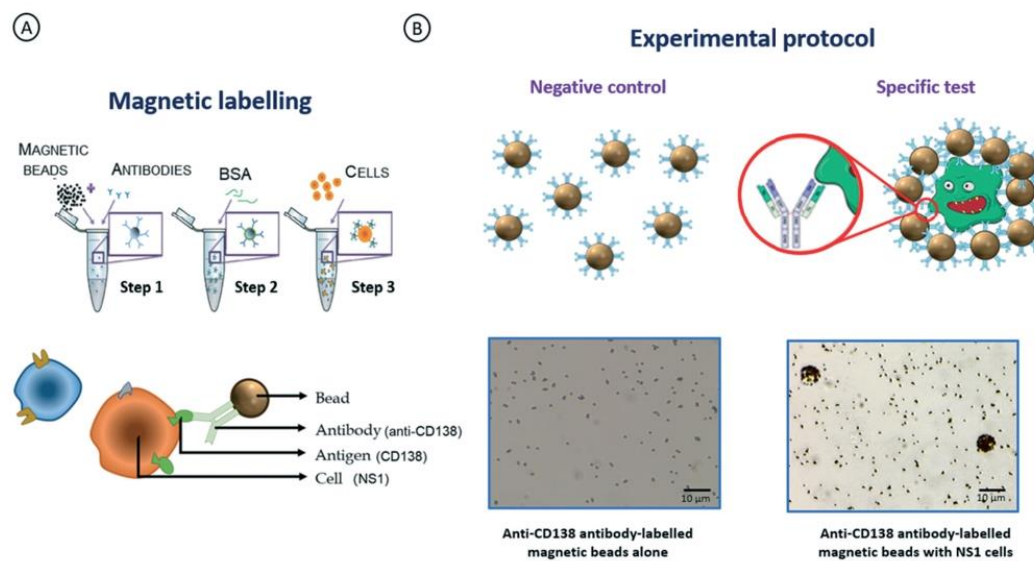 A
Magnetic labelling
MAGNETIC
BEADS
ANTIBODIES
BSA
CELLS
Step 1
Step 2
Step 3
Bead
Antibody (anti-CD138)
Antigen (CD138)
Cell (NS1)
B
Experimental protocol
Negative control
Specific test
10 µm
10 µm
Anti-CD138 antibody-labelled
magnetic beads alone
Anti-CD138 antibody-labelled
magnetic beads with NS1 cells